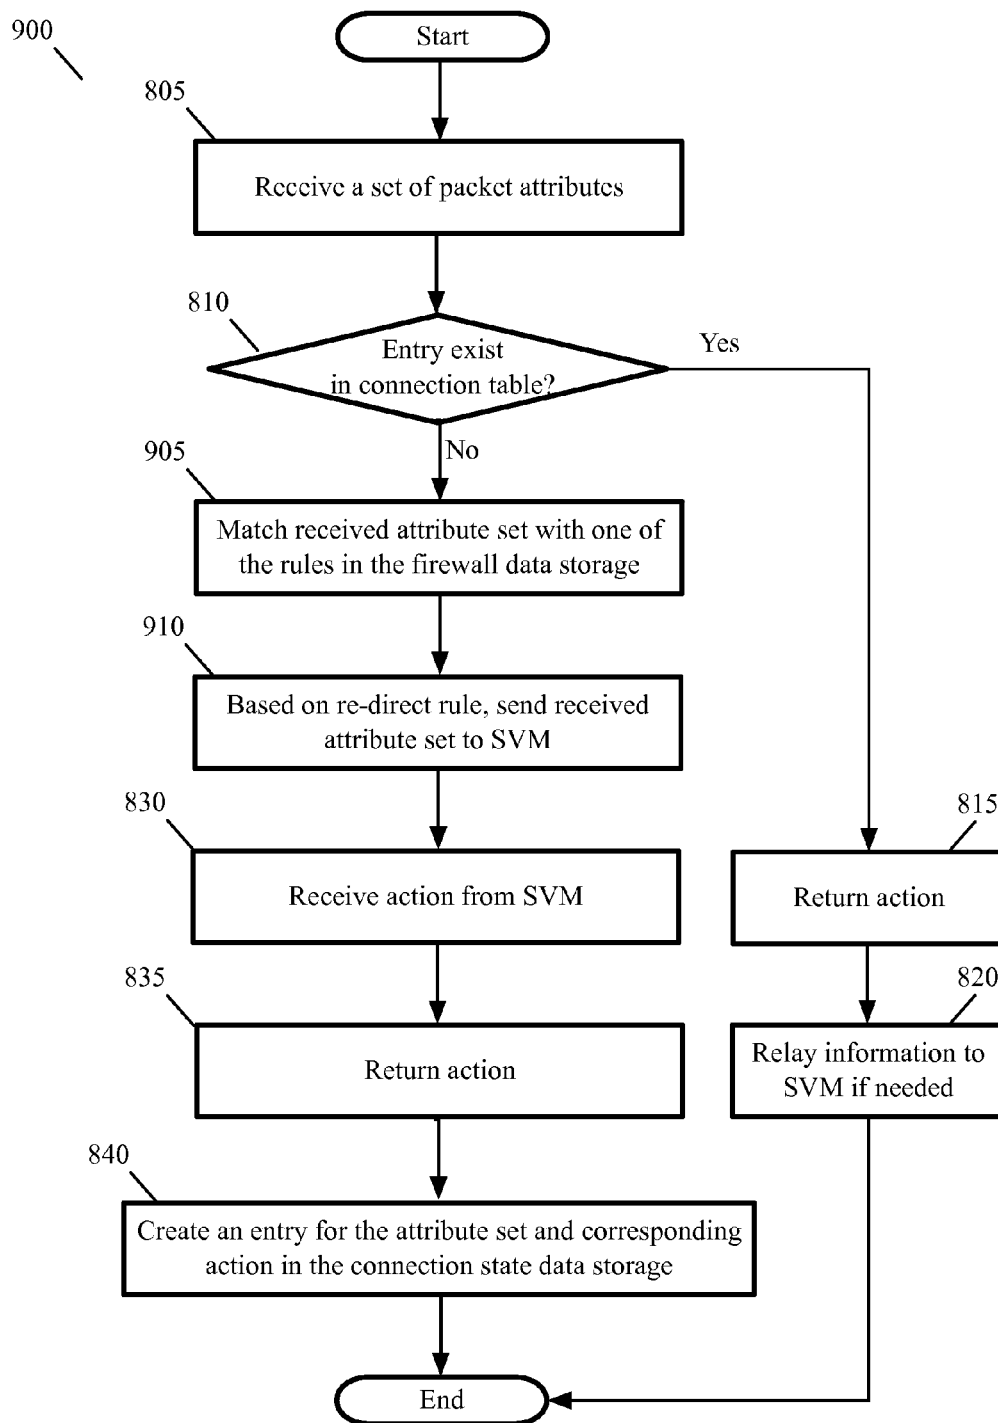 900
Start
805
Receive a set of packet attributes
810
Entry exist
in connection table?
Yes
No
905
Match received attribute set with one of
the rules in the firewall data storage
910
Based on re-direct rule, send received
attribute set to SVM
830
Receive action from SVM
815
Return action
835
Return action
820
Relay information to
SVM if needed
840
Create an entry for the attribute set and corresponding
action in the connection state data storage
End